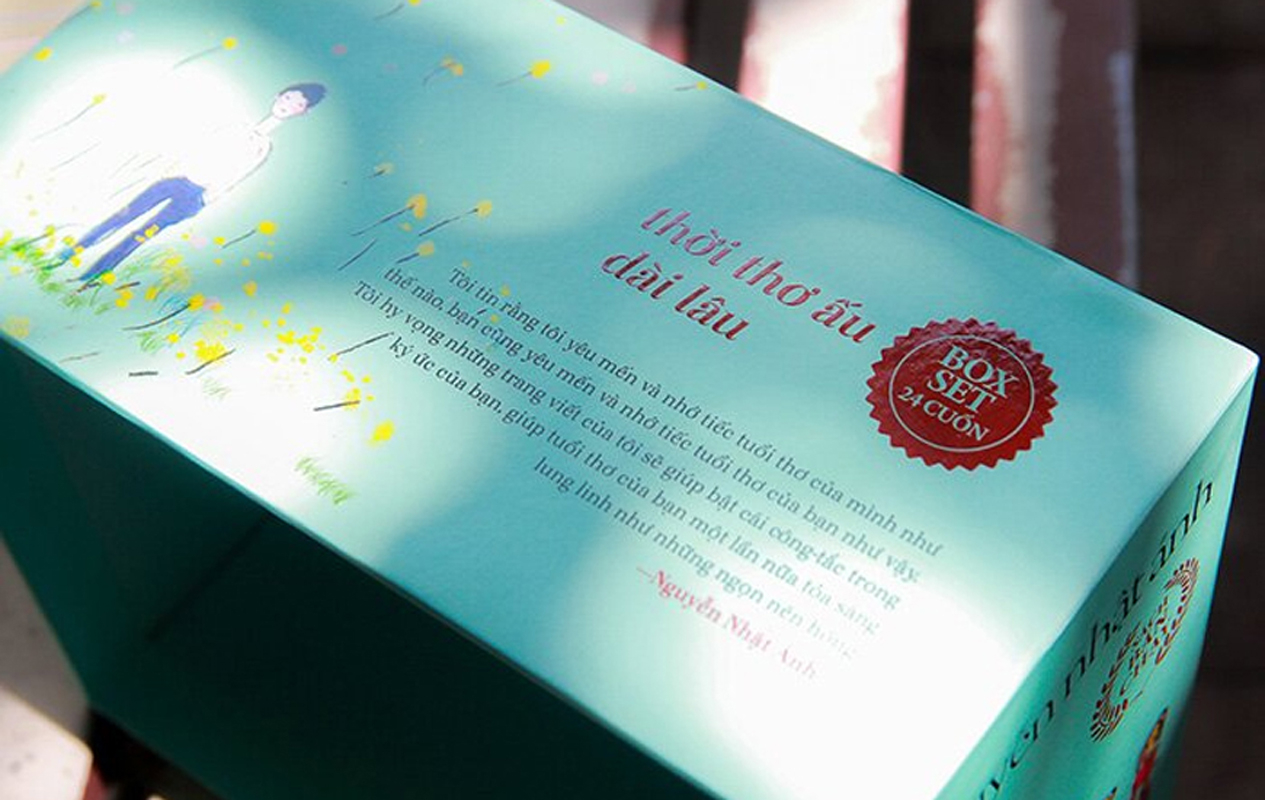 thời thơ ấu
dài lâu
BOX
SET
24 CUỐN
Tôi tin rằng tôi yêu mến và nhớ tiếc tuổi thơ của mình như
thế nào, bạn cũng yêu mến và nhớ tiếc tuổi thơ của bạn như vậy.
Tôi hy vọng những trang viết của tôi sẽ giúp bật cái công-tắc trong
ký ức của bạn, giúp tuổi thơ của bạn một lần nữa tỏa sáng
lung linh như những ngọn nến hồng.
—Nguyễn Nhật Ánh
nhật ánh